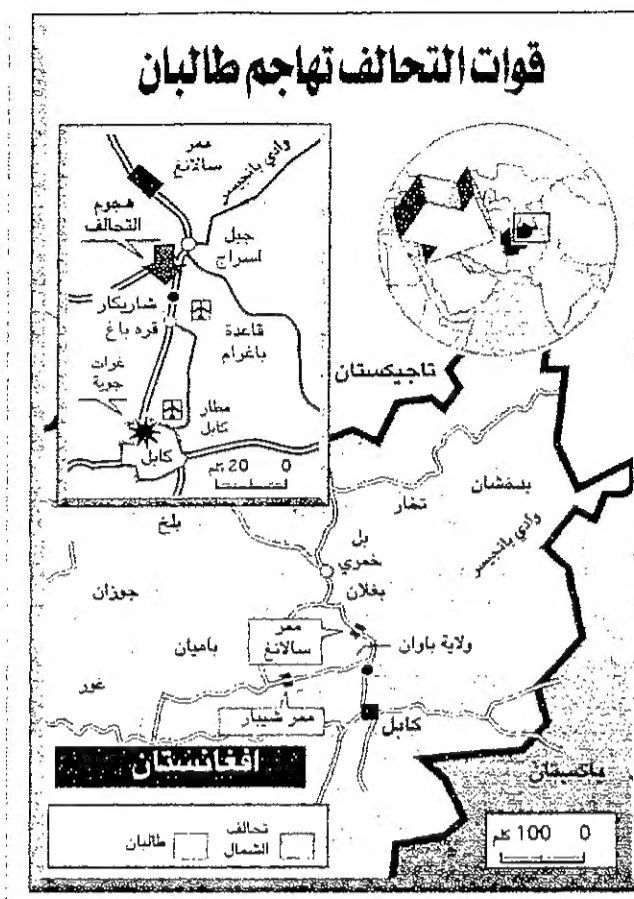 قوات التحالف تهاجم طالبان
ممر
سالانغ
وادي بانجيسر
هجوم
التحالف
جبل
لسراج
شاريكار
قره باغ
قاعدة
باغرام
غارات
جوية
مطار
كابل
كابل
20 كلم 0
تاجيكستان
بدخشان
تخار
وادي بانجيسر
بلخ
بل
خمري
بغلان
جوزان
ممر
سالانغ
ولاية باوان
باميان
غور
ممر شيبار
كابل
افغانستان
باكستان
تحالف
الشمال
طالبان
100 كلم 0